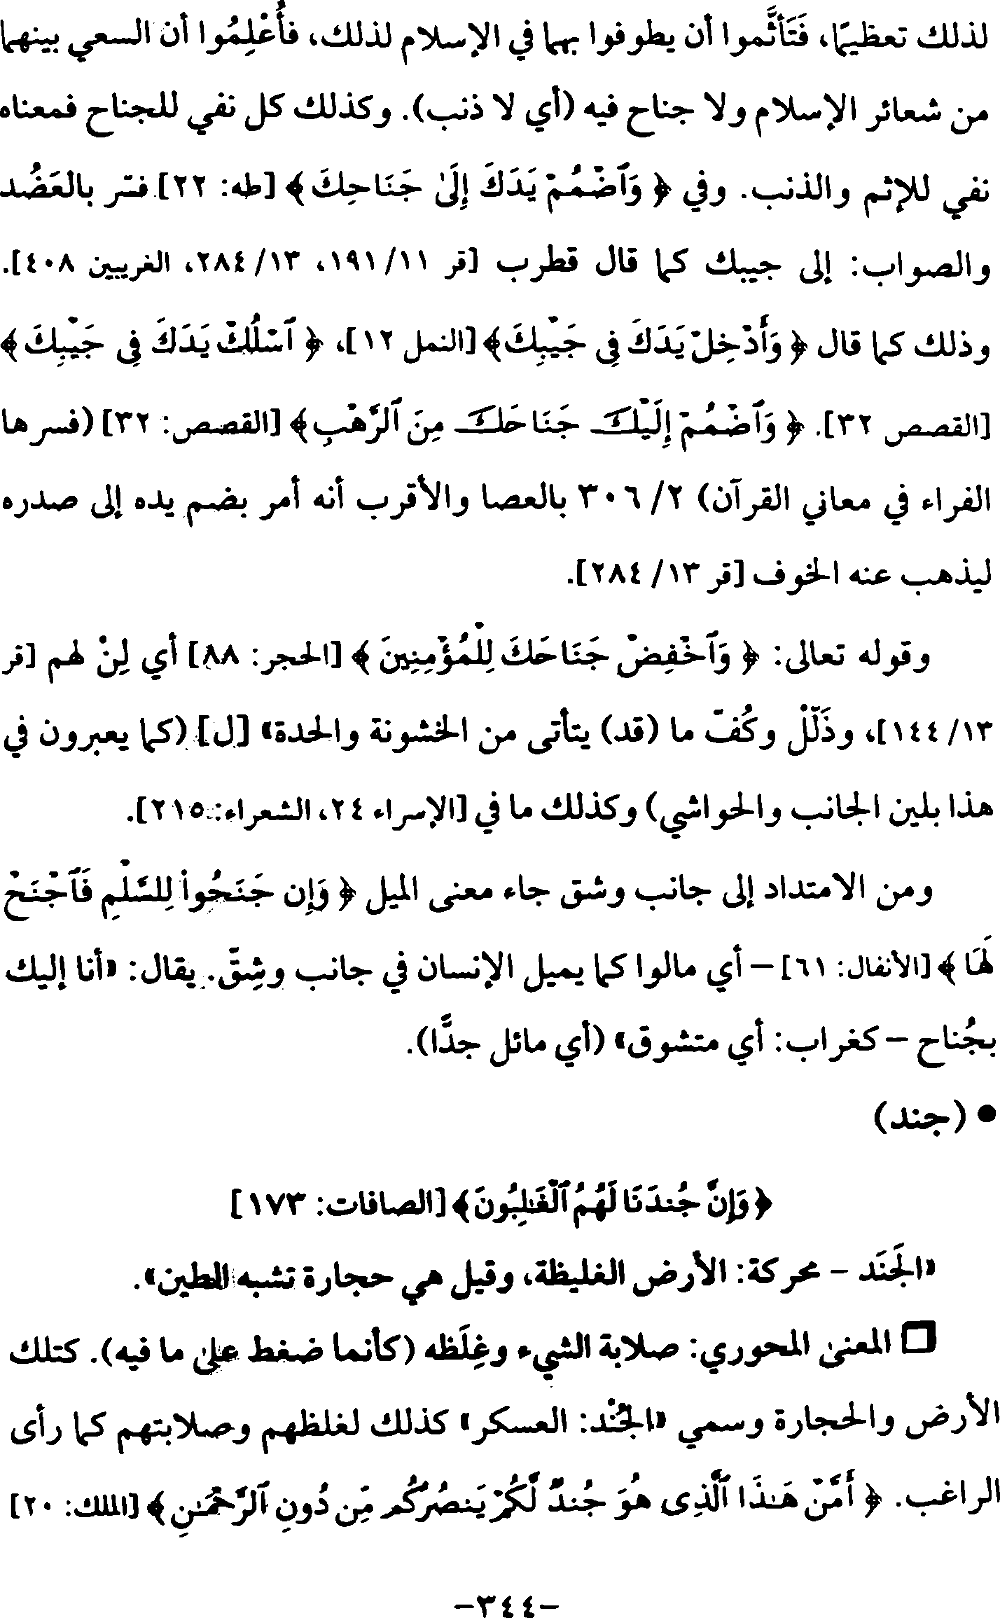 لذلك تعظيمًا، فَتَأَثَّموا أن يطوفوا بهما في الإسلام لذلك، فأُعْلِمُوا أن السعي بينهما
من شعائر الإسلام ولا جناح فيه (أي لا ذنب). وكذلك كل نفي للجناح فمعناه
نفي للإثم والذنب. وفي ﴿ وَٱضْمُمْ يَدَكَ إِلَىٰ جَنَاحِكَ ﴾ [طه: ٢٢] فسّر بالعَضُد
والصواب: إلى جيبك كما قال قطرب [قر ١١/ ١٩١، ١٣/ ٢٨٤، الغريبين ٤٠٨].
وذلك كما قال ﴿ وَأَدْخِلْ يَدَكَ فِى جَيْبِكَ﴾ [النمل ١٢]، ﴿ ٱسْلُكْ يَدَكَ فِى جَيْبِكَ ﴾
[القصص ٣٢]. ﴿ وَٱضْمُمْ إِلَيْكَ جَنَاحَكَ مِنَ ٱلرَّهْبِ﴾ [القصص: ٣٢] (فسرها
الفراء في معاني القرآن) ٢/ ٣٠٦ بالعصا والأقرب أنه أمر بضم يده إلى صدره
ليذهب عنه الخوف [قر ١٣/ ٢٨٤].
وقوله تعالى: ﴿ وَٱخْفِضْ جَنَاحَكَ لِلْمُؤْمِنِينَ ﴾ [الحجر: ٨٨] أي لِنْ لهم [قر
١٣/ ١٤٤]، وذَلِّلْ وكُفّ ما (قد) يتأتى من الخشونة والحدة» [ل] (كما يعبرون في
هذا بلين الجانب والحواشي) وكذلك ما في [الإسراء ٢٤، الشعراء: ٢١٥].
ومن الامتداد إلى جانب وشق جاء معنى الميل ﴿ وَإِن جَنَحُوا۟ لِلسَّلْمِ فَٱجْنَحْ
لَهَا ﴾ [الأنفال: ٦١] – أي مالوا كما يميل الإنسان في جانب وشِقّ. يقال: «أنا إليك
بجُناح – كغراب: أي متشوق» (أي مائل جدًّا).
● (جند)
﴿ وَإِنَّ جُندَنَا لَهُمُ ٱلْغَـٰلِبُونَ ﴾ [الصافات: ١٧٣]
«الجَنَد – محركة: الأرض الغليظة، وقيل هي حجارة تشبه الطين».
❒ المعنى المحوري: صلابة الشيء وغِلَظه (كأنما ضغط على ما فيه). كتلك
الأرض والحجارة وسمي «الجُنْد: العسكر» كذلك لغلظهم وصلابتهم كما رأى
الراغب. ﴿ أَمَّنْ هَـٰذَا ٱلَّذِى هُوَ جُندٌ لَّكُمْ يَنصُرُكُم مِّن دُونِ ٱلرَّحْمَـٰنِ ﴾ [الملك: ٢٠]
-٣٤٤-